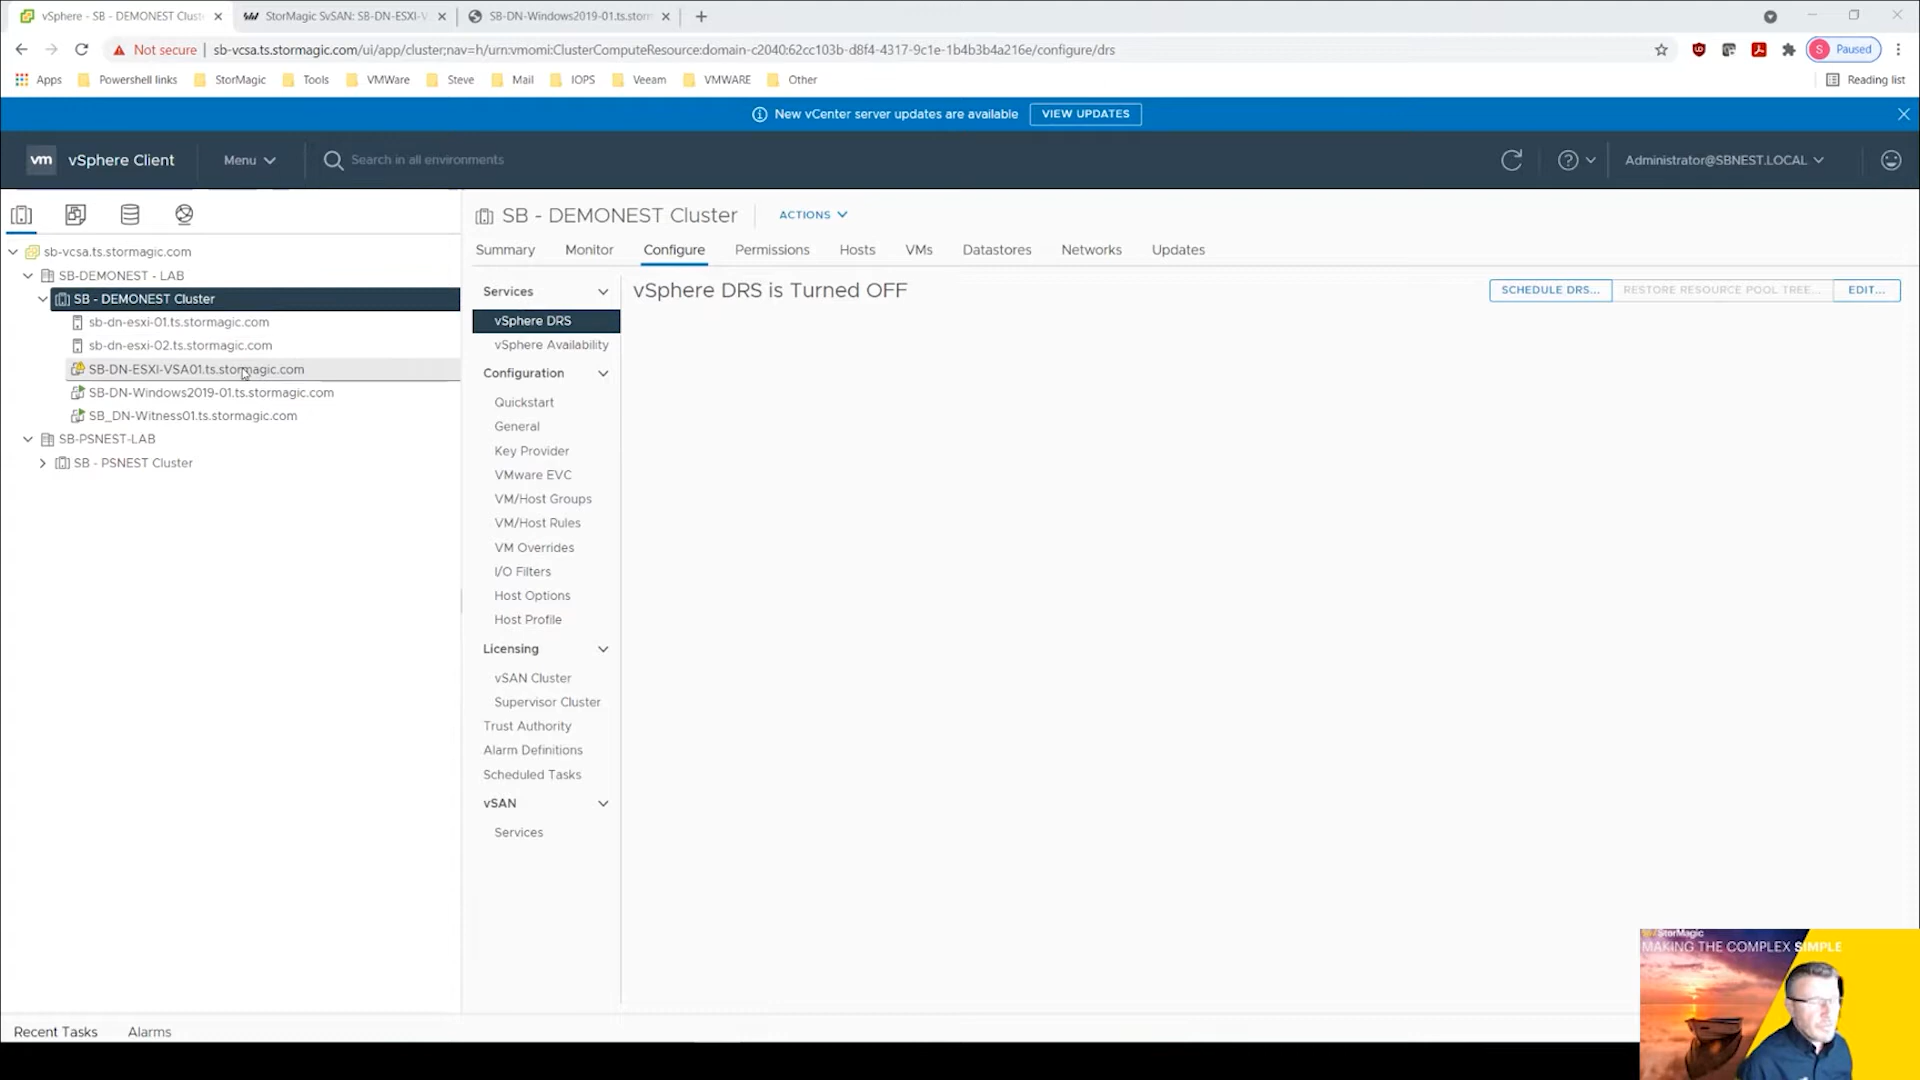 vSphere - SB - DEMONEST Cluste
StorMagic SvSAN: SB-DN-ESXI-V
SB-DN-Windows2019-01.ts.storm
Not secure
sb-vcsa.ts.stormagic.com/ui/app/cluster;nav=h/urn:vmomi:ClusterComputeResource:domain-c2040:62cc103b-d8f4-4317-9c1e-1b4b3b4a216e/configure/drs
S Paused
Apps
Powershell links
StorMagic
Tools
VMWare
Steve
Mail
IOPS
Veeam
VMWARE
Other
Reading list
New vCenter server updates are available
VIEW UPDATES
vm vSphere Client
Menu
Search in all environments
Administrator@SBNEST.LOCAL
sb-vcsa.ts.stormagic.com
SB-DEMONEST - LAB
SB - DEMONEST Cluster
sb-dn-esxi-01.ts.stormagic.com
sb-dn-esxi-02.ts.stormagic.com
SB-DN-ESXI-VSA01.ts.stormagic.com
SB-DN-Windows2019-01.ts.stormagic.com
SB_DN-Witness01.ts.stormagic.com
SB-PSNEST-LAB
SB - PSNEST Cluster
SB - DEMONEST Cluster
ACTIONS
Summary
Monitor
Configure
Permissions
Hosts
VMs
Datastores
Networks
Updates
Services
vSphere DRS
vSphere Availability
Configuration
Quickstart
General
Key Provider
VMware EVC
VM/Host Groups
VM/Host Rules
VM Overrides
I/O Filters
Host Options
Host Profile
Licensing
vSAN Cluster
Supervisor Cluster
Trust Authority
Alarm Definitions
Scheduled Tasks
vSAN
Services
vSphere DRS is Turned OFF
SCHEDULE DRS...
RESTORE RESOURCE POOL TREE...
EDIT...
Recent Tasks
Alarms
StorMagic
MAKING THE COMPLEX SIMPLE